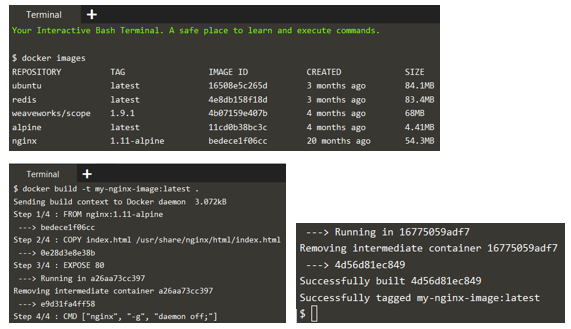 Terminal +
Your Interactive Bash Terminal. A safe place to learn and execute commands.
$ docker images
REPOSITORY TAG IMAGE ID CREATED SIZE
ubuntu latest 16508e5c265d 3 months ago 84.1MB
redis latest 4e8db158f18d 3 months ago 83.4MB
weaveworks/scope 1.9.1 4b07159e407b 4 months ago 68MB
alpine latest 11cd0b38bc3c 4 months ago 4.41MB
nginx 1.11-alpine bedece1f06cc 20 months ago 54.3MB
Terminal +
$ docker build -t my-nginx-image:latest .
Sending build context to Docker daemon 3.072kB
Step 1/4 : FROM nginx:1.11-alpine
---> bedece1f06cc
Step 2/4 : COPY index.html /usr/share/nginx/html/index.html
---> 0e28d3e8e38b
Step 3/4 : EXPOSE 80
---> Running in a26aa73cc397
Removing intermediate container a26aa73cc397
---> e9d31fa4ff58
Step 4/4 : CMD ["nginx", "-g", "daemon off;"]
---> Running in 16775059adf7
Removing intermediate container 16775059adf7
---> 4d56d81ec849
Successfully built 4d56d81ec849
Successfully tagged my-nginx-image:latest
$